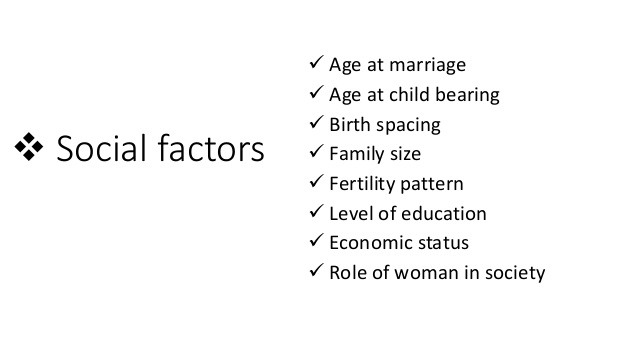 ❖ Social factors
✓ Age at marriage
✓ Age at child bearing
✓ Birth spacing
✓ Family size
✓ Fertility pattern
✓ Level of education
✓ Economic status
✓ Role of woman in society